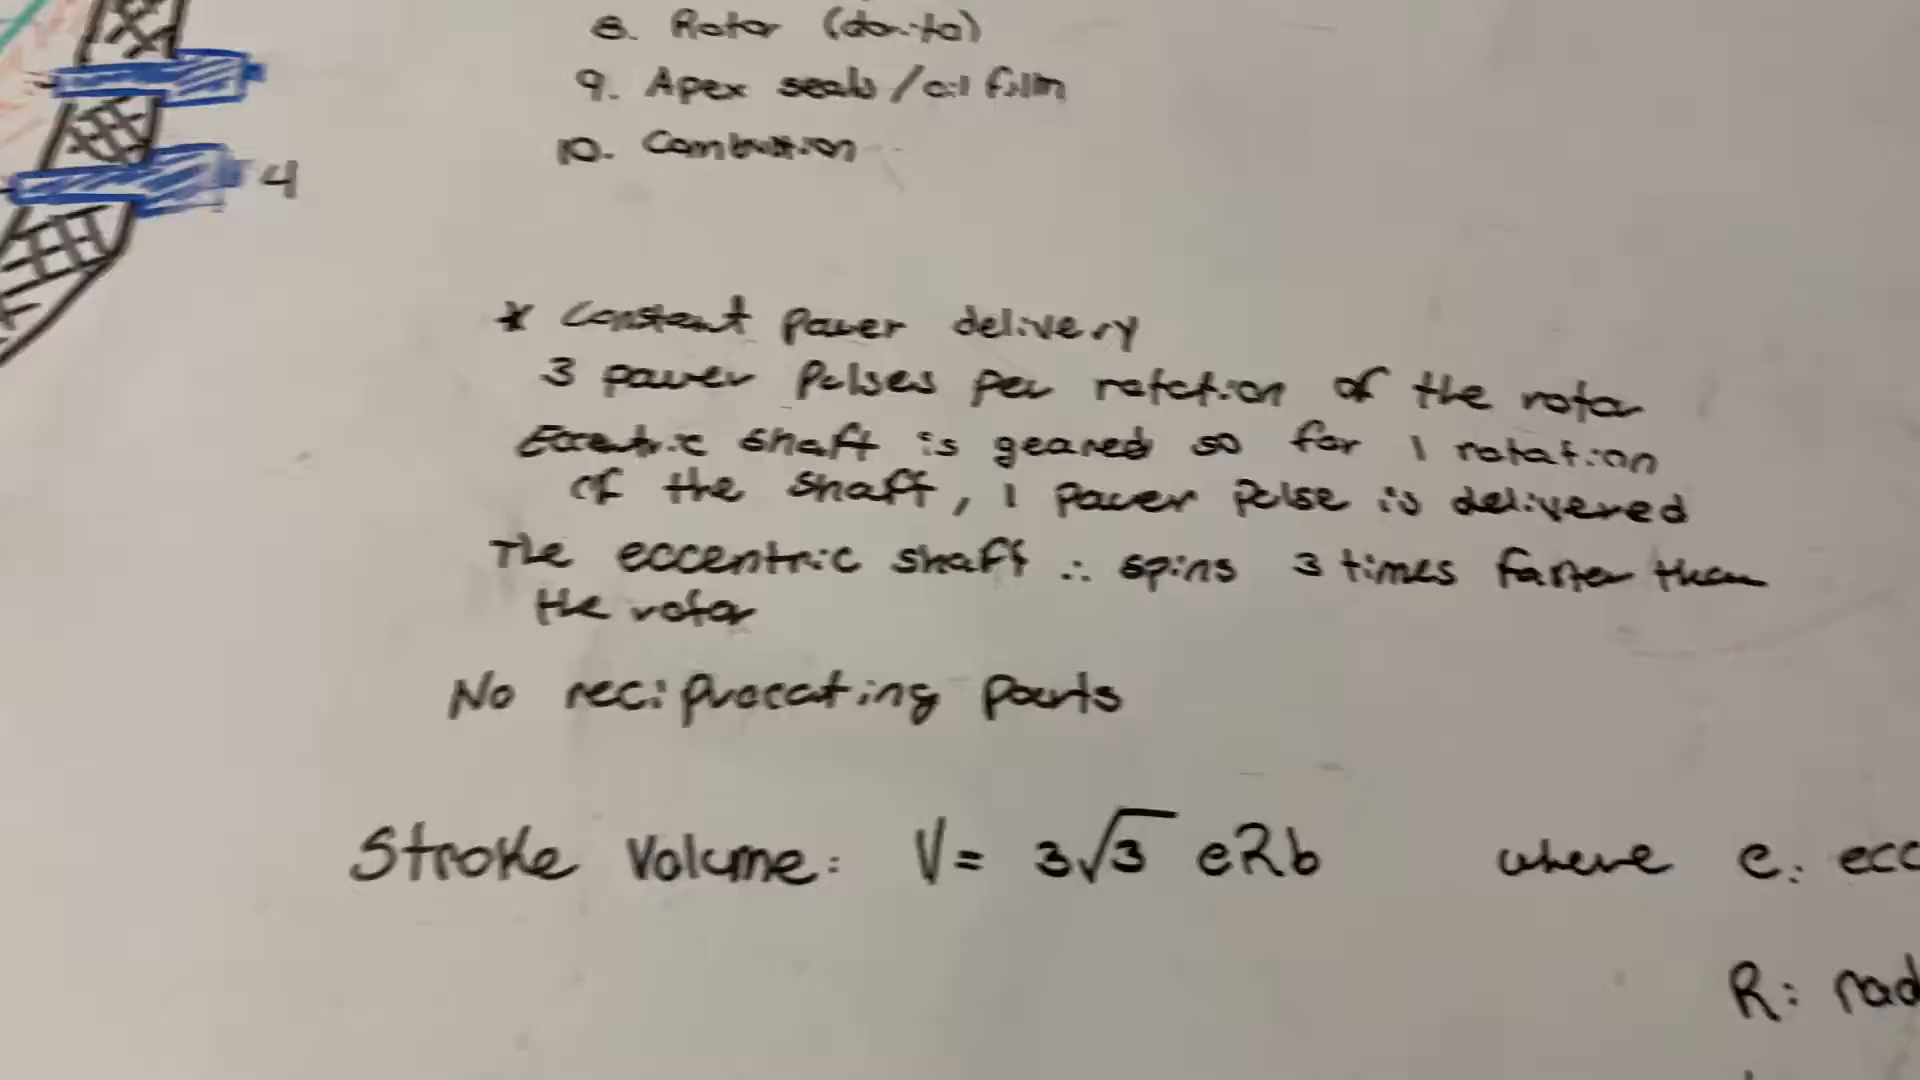 8. Rotor (dorito)
9. Apex seals/oil film
10. Combustion
4
* Constant power delivery
3 power pulses per rotation of the rotor
Eccentric shaft is geared so for 1 rotation
of the shaft, 1 power pulse is delivered
The eccentric shaft ∴ spins 3 times faster than
the rotor
No reciprocating parts
Stroke Volume: V= 3√3 eRb where e: ecc
R: rad